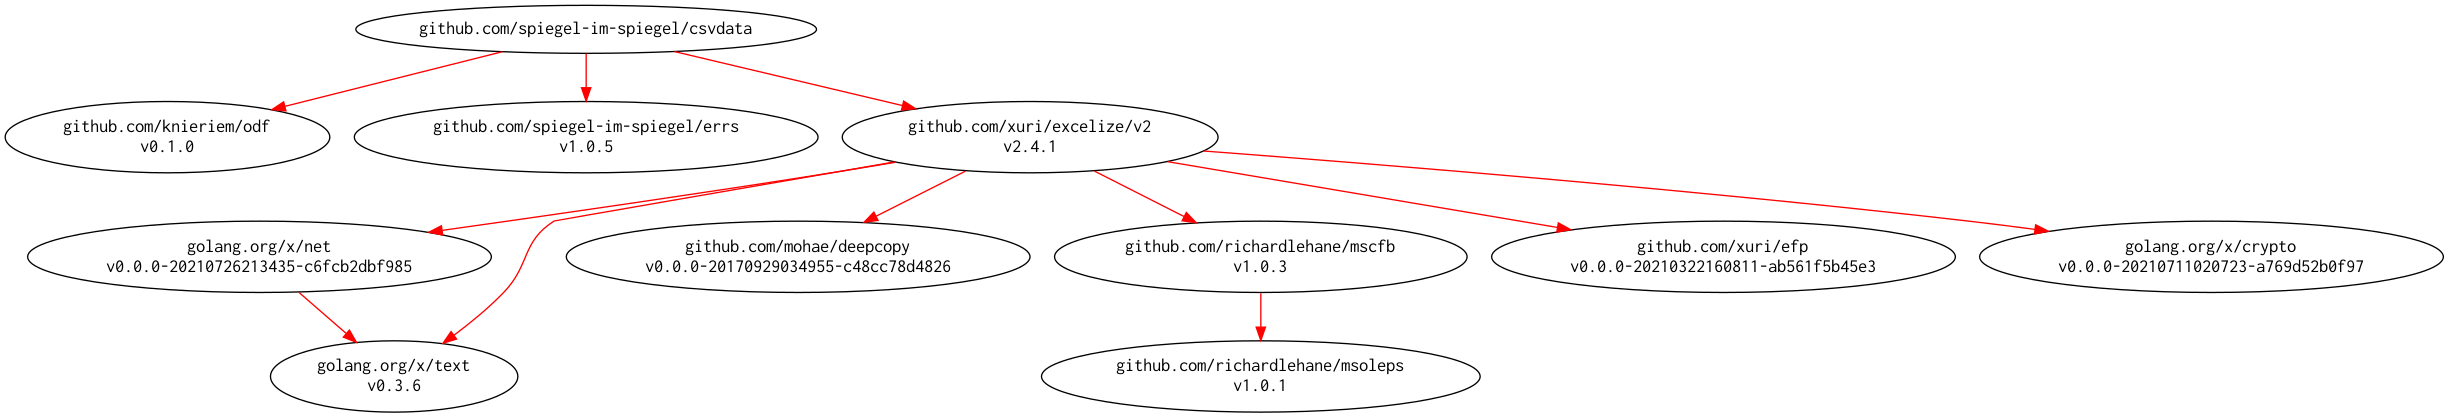 github.com/spiegel-im-spiegel/csvdata
github.com/knieriem/odf
v0.1.0
github.com/spiegel-im-spiegel/errs
v1.0.5
github.com/xuri/excelize/v2
v2.4.1
golang.org/x/net
v0.0.0-20210726213435-c6fcb2dbf985
github.com/mohae/deepcopy
v0.0.0-20170929034955-c48cc78d4826
github.com/richardlehane/mscfb
v1.0.3
github.com/xuri/efp
v0.0.0-20210322160811-ab561f5b45e3
golang.org/x/crypto
v0.0.0-20210711020723-a769d52b0f97
golang.org/x/text
v0.3.6
github.com/richardlehane/msoleps
v1.0.1